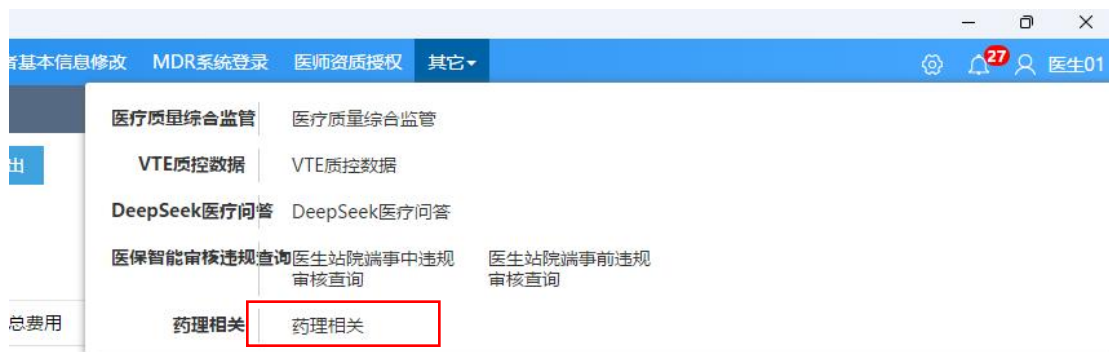 者基本信息修改 MDR系统登录 医师资质授权 其它 27 医生01
医疗质量综合监管 医疗质量综合监管
出 VTE质控数据 VTE质控数据
DeepSeek医疗问答 DeepSeek医疗问答
医保智能审核违规查询 医生站院端事中违规 医生站院端事前违规
审核查询 审核查询
总费用 药理相关 药理相关